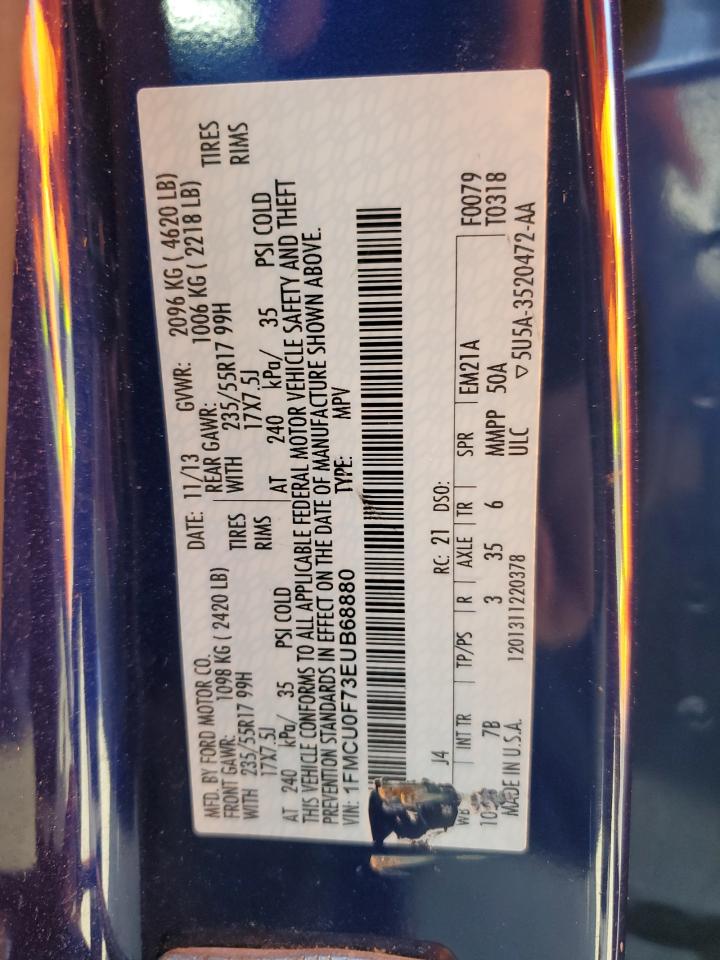 MFD. BY FORD MOTOR CO. DATE: 11/13 GVWR: 2096 KG ( 4620 LB)
FRONT GAWR: 1098 KG ( 2420 LB) REAR GAWR: 1006 KG ( 2218 LB)
WITH 235/55R17 99H TIRES WITH 235/55R17 99H TIRES
17X7.5J RIMS 17X7.5J RIMS
AT 240 kPa/ 35 PSI COLD AT 240 kPa/ 35 PSI COLD
THIS VEHICLE CONFORMS TO ALL APPLICABLE FEDERAL MOTOR VEHICLE SAFETY AND THEFT
PREVENTION STANDARDS IN EFFECT ON THE DATE OF MANUFACTURE SHOWN ABOVE.
VIN: 1FMCU0F73EUB68880 TYPE: MPV
F0079
T0318
J4 RC: 21 DSO:
WB INT TR TP/PS R AXLE TR SPR EM21A
7B 3 35 6 MMPP 50A
ULC
MADE IN U.S.A. 1201311220378 ▽5U5A-3520472-AA